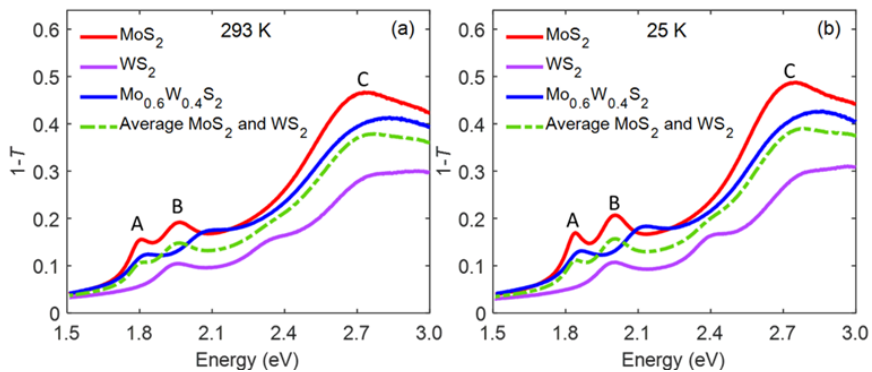 293 K
(a)
MoS₂
WS₂
Mo₀.₆W₀.₄S₂
Average MoS₂ and WS₂
A
B
C
0.6
0.5
0.4
0.3
0.2
0.1
0
1-T
1.5 1.8 2.1 2.4 2.7 3.0
Energy (eV)
25 K
(b)
MoS₂
WS₂
Mo₀.₆W₀.₄S₂
Average MoS₂ and WS₂
A
B
C
0.6
0.5
0.4
0.3
0.2
0.1
0
1-T
1.5 1.8 2.1 2.4 2.7 3.0
Energy (eV)